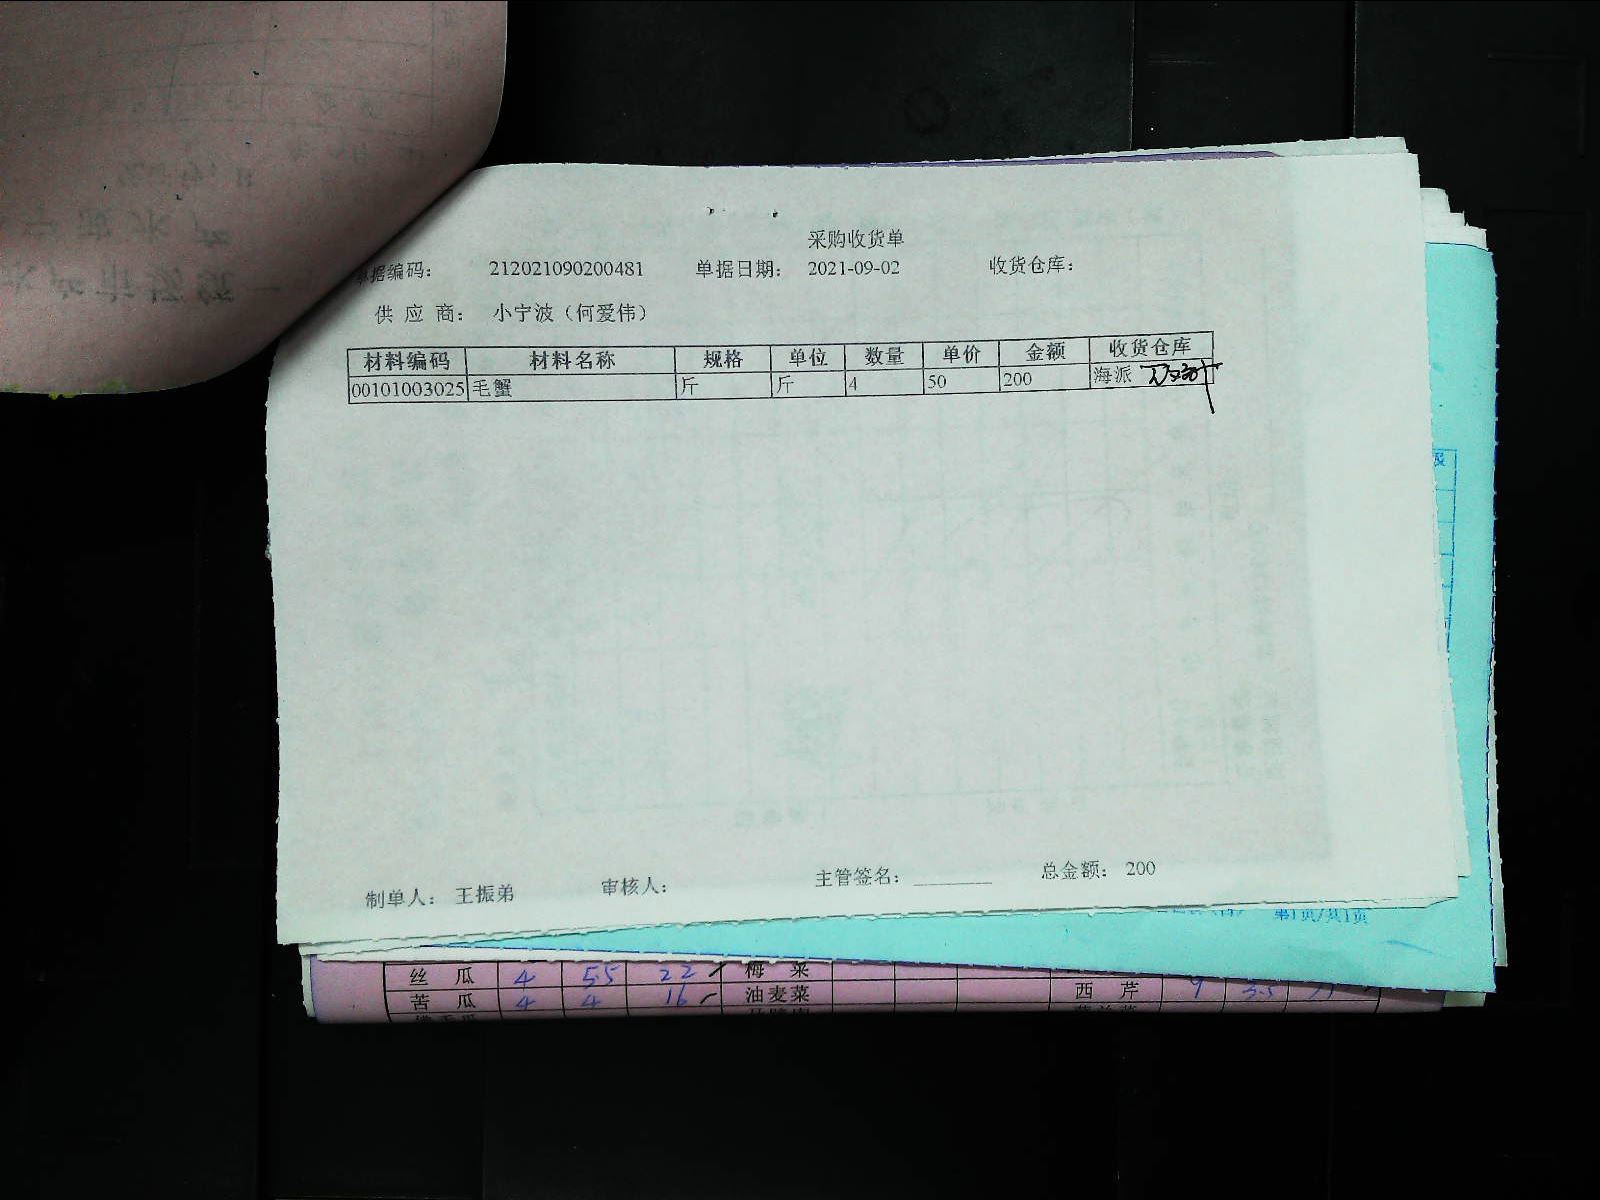 采购收货单
单据编码： 212021090200481 单据日期： 2021-09-02 收货仓库：
供 应 商： 小宁波（何爱伟）
材料编码 材料名称 规格 单位 数量 单价 金额 收货仓库
00101003025 毛蟹 斤 斤 4 50 200 海派
制单人： 王振弟 审核人： 主管签名： ________ 总金额： 200
第1页/共1页
丝 瓜 4 5.5 22 梅 菜
苦 瓜 4 4 16 油麦菜 西 芹 9 3.5